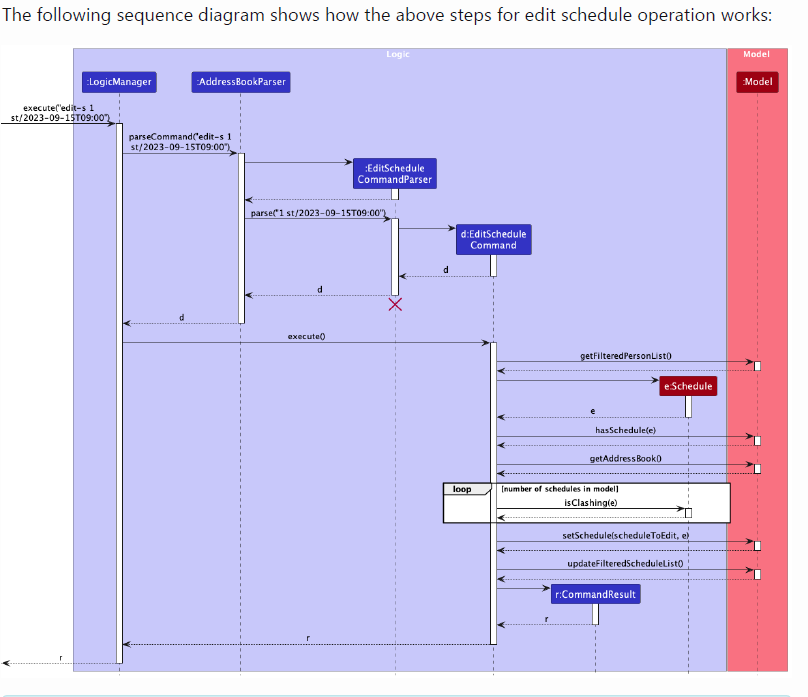 The following sequence diagram shows how the above steps for edit schedule operation works:
Logic
Model
:LogicManager
:AddressBookParser
:Model
execute("edit-s 1
st/2023-09-15T09:00")
parseCommand("edit-s 1
st/2023-09-15T09:00")
:EditSchedule
CommandParser
parse("1 st/2023-09-15T09:00")
d:EditSchedule
Command
d
d
d
execute()
getFilteredPersonList()
e:Schedule
e
hasSchedule(e)
getAddressBook()
loop
[number of schedules in model]
isClashing(e)
setSchedule(scheduleToEdit, e)
updateFilteredScheduleList()
r:CommandResult
r
r
r